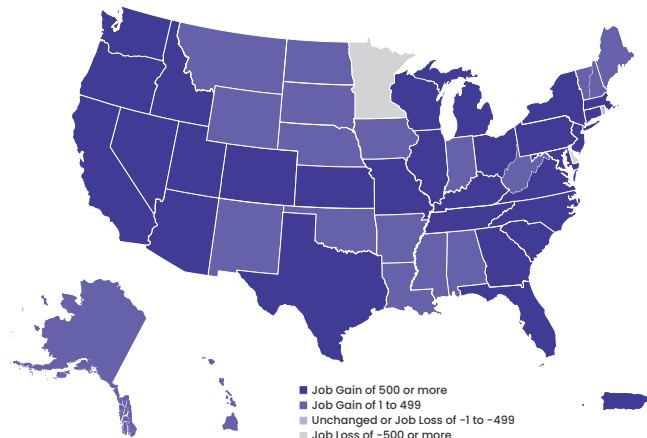 Job Gain of 500 or more
Job Gain of 1 to 499
Unchanged or Job Loss of -1 to -499
Job Loss of -500 or more